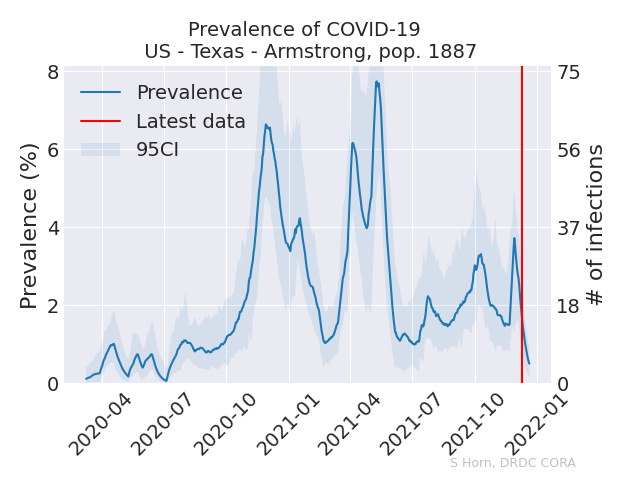 Prevalence of COVID-19
US - Texas - Armstrong, pop. 1887
Prevalence
Latest data
95CI
Prevalence (%)
8
6
4
2
0
# of infections
75
56
37
18
0
2020-04
2020-07
2020-10
2021-01
2021-04
2021-07
2021-10
2022-01
S Horn, DRDC CORA